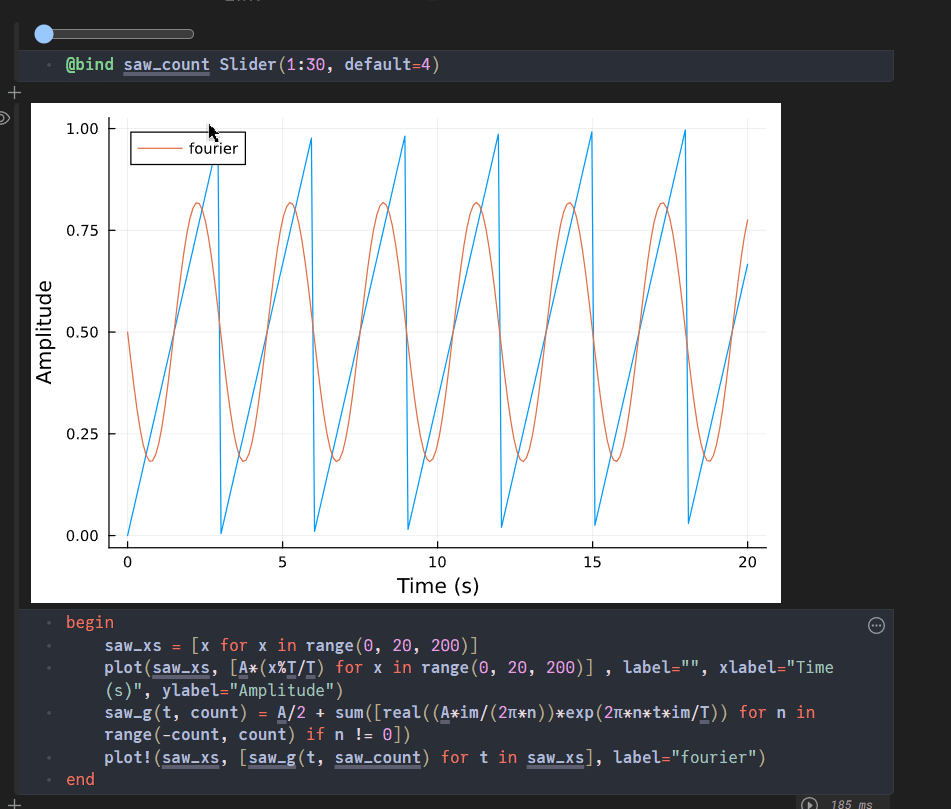 @bind saw_count Slider(1:30, default=4)
1.00
fourier
0.75
Amplitude
0.50
0.25
0.00
0 5 10 15 20
Time (s)
begin
saw_xs = [x for x in range(0, 20, 200)]
plot(saw_xs, [A*(x%T/T) for x in range(0, 20, 200)] , label="", xlabel="Time
(s)", ylabel="Amplitude")
saw_g(t, count) = A/2 + sum([real((A*im/(2π*n))*exp(2π*n*t*im/T)) for n in
range(-count, count) if n != 0])
plot!(saw_xs, [saw_g(t, saw_count) for t in saw_xs], label="fourier")
end
185 ms